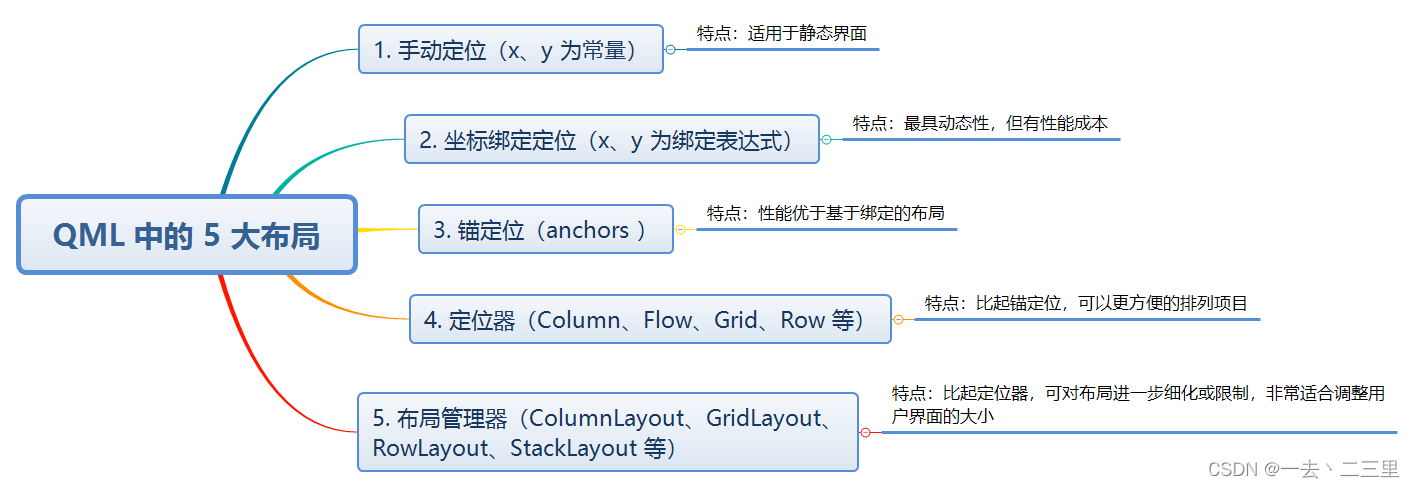 1. 手动定位（x、y 为常量）
特点：适用于静态界面
2. 坐标绑定定位（x、y 为绑定表达式）
特点：最具动态性，但有性能成本
QML 中的 5 大布局
3. 锚定位（anchors ）
特点：性能优于基于绑定的布局
4. 定位器（Column、Flow、Grid、Row 等）
特点：比起锚定位，可以更方便的排列项目
5. 布局管理器（ColumnLayout、GridLayout、
RowLayout、StackLayout 等）
特点：比起定位器，可对布局进一步细化或限制，非常适合调整用
户界面的大小
CSDN @一去丶二三里